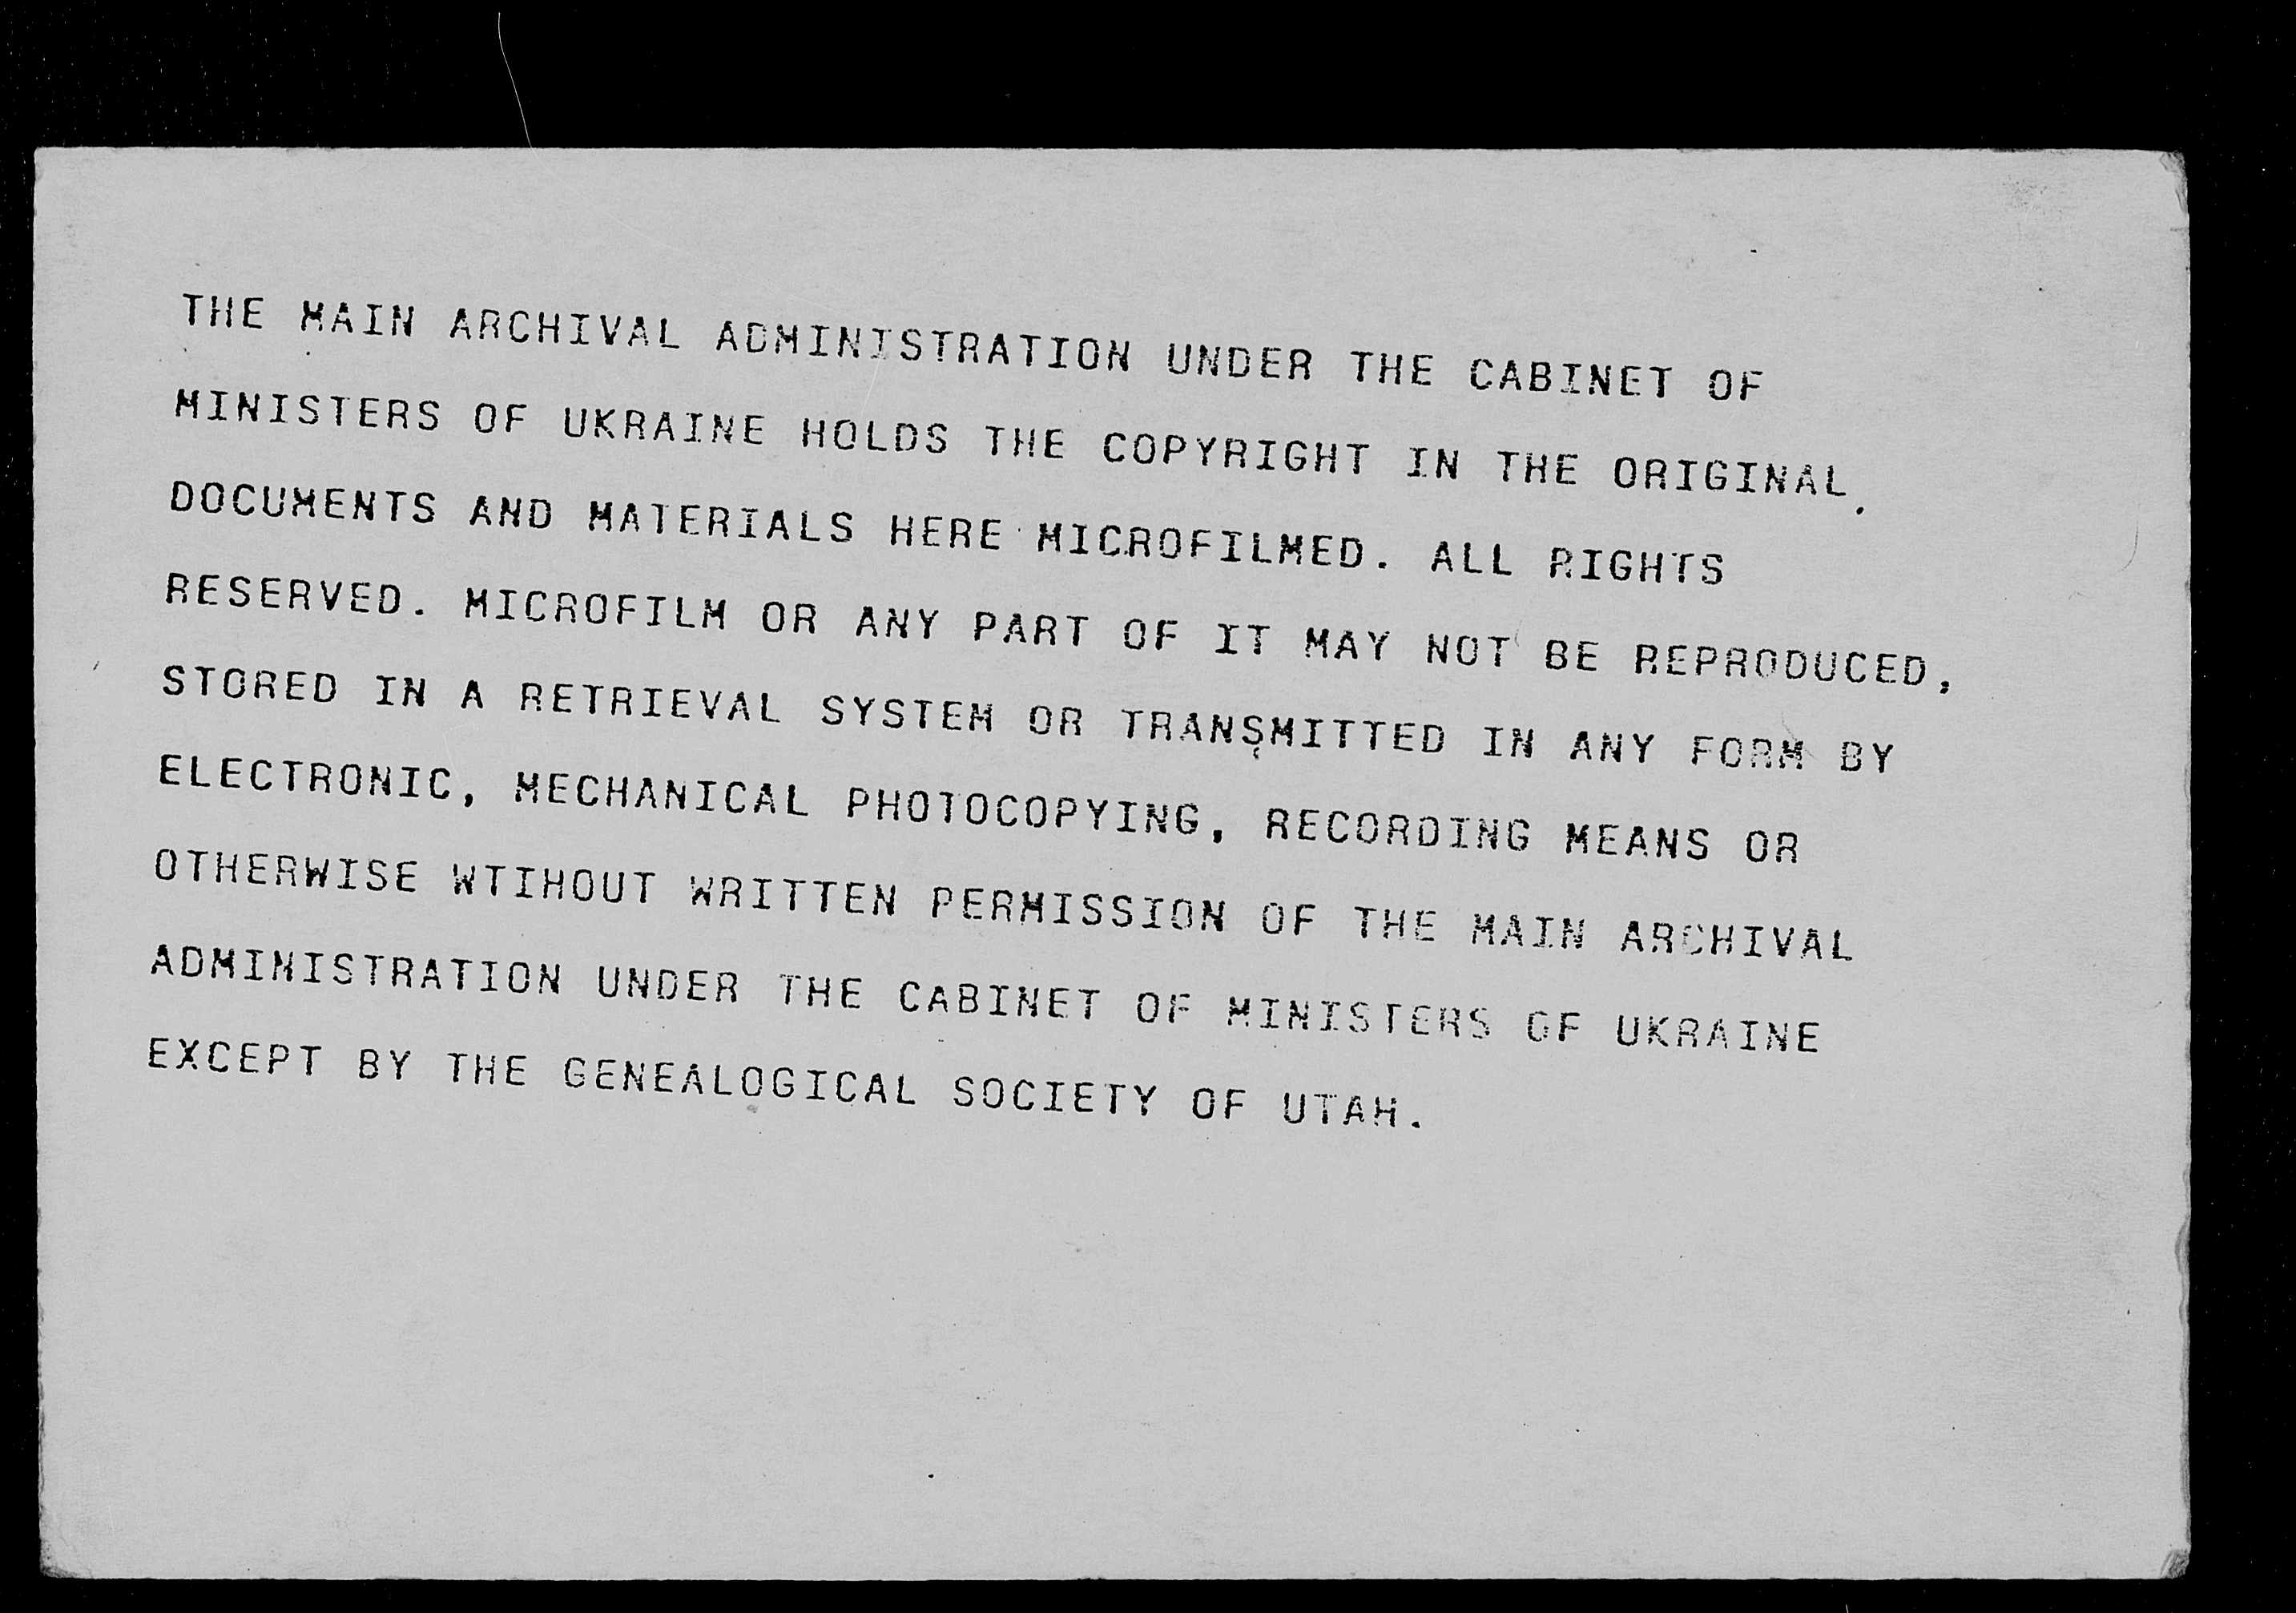 THE MAIN ARCHIVAL ADMINISTRATION UNDER THE CABINET OF
MINISTERS OF UKRAINE HOLDS THE COPYRIGHT IN THE ORIGINAL
DOCUMENTS AND MATERIALS HERE MICROFILMED. ALL RIGHTS
RESERVED. MICROFILM OR ANY PART OF IT MAY NOT BE REPRODUCED,
STORED IN A RETRIEVAL SYSTEM OR TRANSMITTED IN ANY FORM BY
ELECTRONIC, MECHANICAL PHOTOCOPYING, RECORDING MEANS OR
OTHERWISE WTIHOUT WRITTEN PERMISSION OF THE MAIN ARCHIVAL
ADMINISTRATION UNDER THE CABINET OF MINISTERS OF UKRAINE
EXCEPT BY THE GENEALOGICAL SOCIETY OF UTAH.